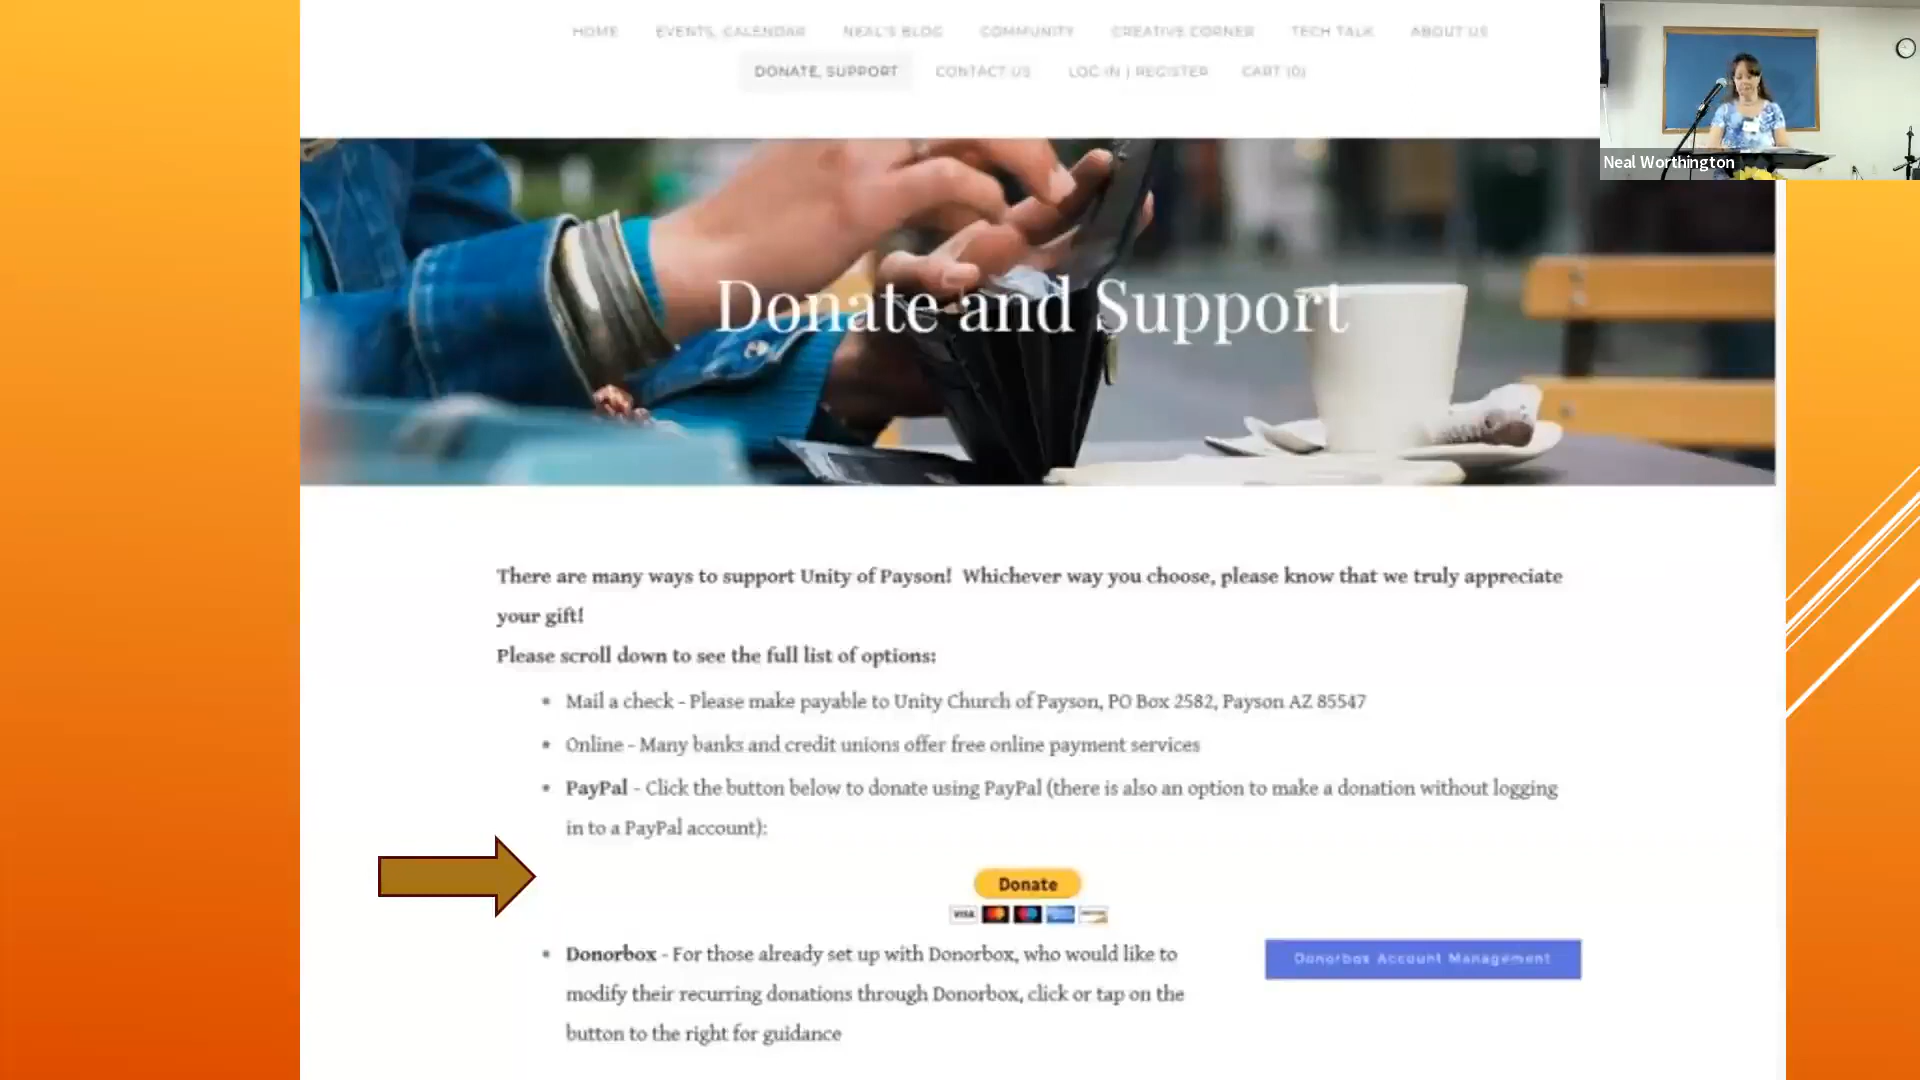 HOME EVENTS, CALENDAR NEAL'S BLOG COMMUNITY CREATIVE CORNER TECH TALK ABOUT US
DONATE, SUPPORT CONTACT US LOG IN | REGISTER CART (0)
Neal Worthington
Donate and Support
There are many ways to support Unity of Payson! Whichever way you choose, please know that we truly appreciate
your gift!
Please scroll down to see the full list of options:
• Mail a check - Please make payable to Unity Church of Payson, PO Box 2582, Payson AZ 85547
• Online - Many banks and credit unions offer free online payment services
• PayPal - Click the button below to donate using PayPal (there is also an option to make a donation without logging
in to a PayPal account):
Donate
VISA
• Donorbox - For those already set up with Donorbox, who would like to
modify their recurring donations through Donorbox, click or tap on the
button to the right for guidance
Donorbox Account Management